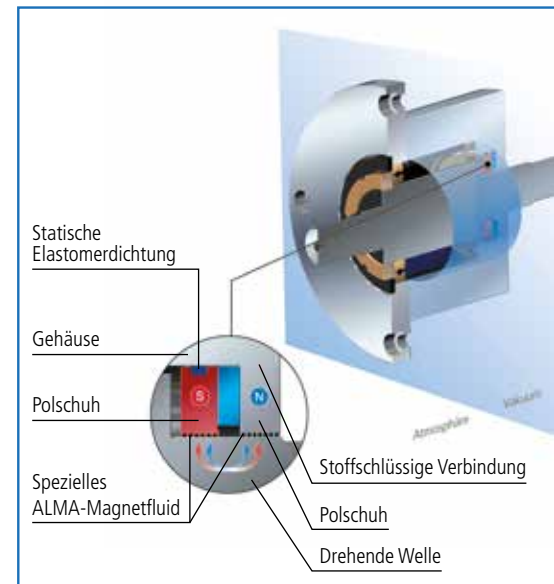 Statische
Elastomerdichtung
Gehäuse
S
N
Polschuh
Vakuum
Atmosphäre
Stoffschlüssige Verbindung
Spezielles
ALMA-Magnetfluid
Polschuh
Drehende Welle